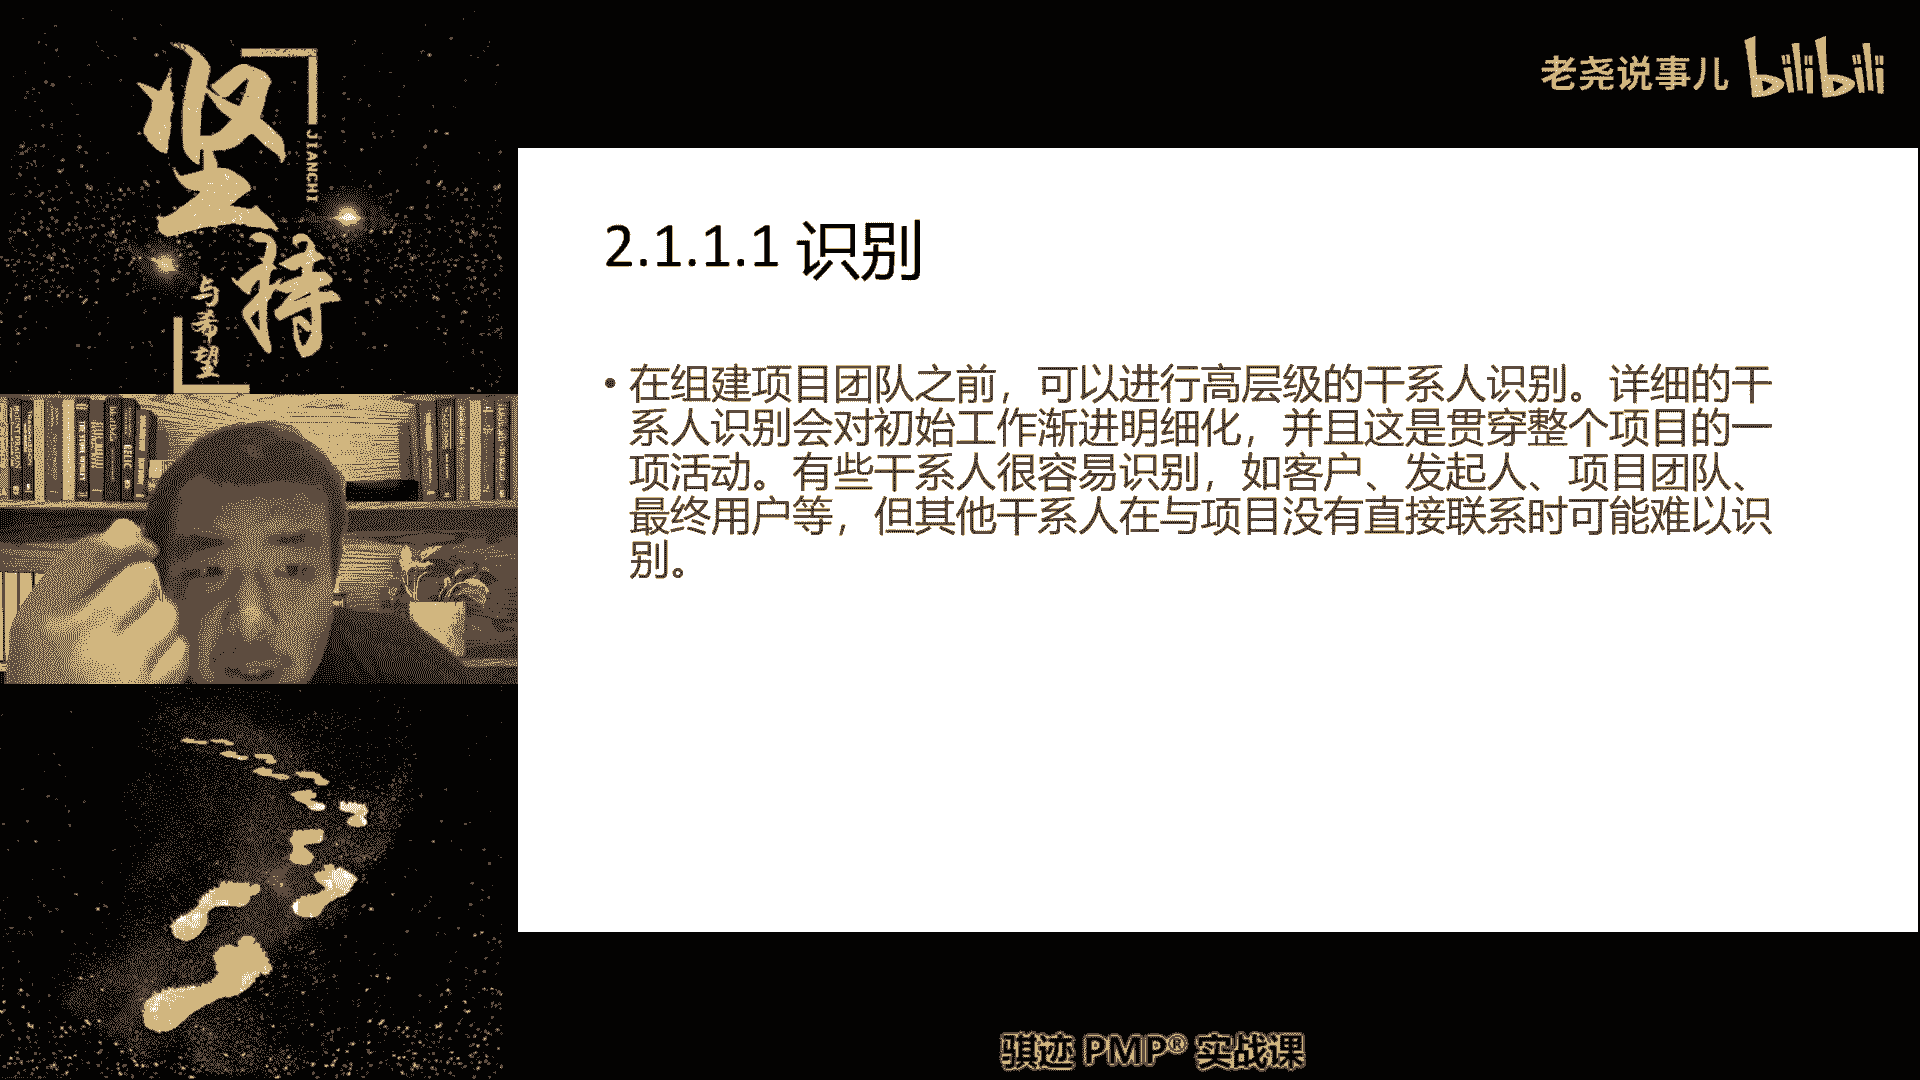 坚持
JIANCHI
与希望
老尧说事儿 bilibili
2.1.1.1 识别
• 在组建项目团队之前，可以进行高层级的干系人识别。详细的干
系人识别会对初始工作渐进明细化，并且这是贯穿整个项目的一
项活动。有些干系人很容易识别，如客户、发起人、项目团队、
最终用户等，但其他干系人在与项目没有直接联系时可能难以识
别。
骐迹 PMP® 实战课